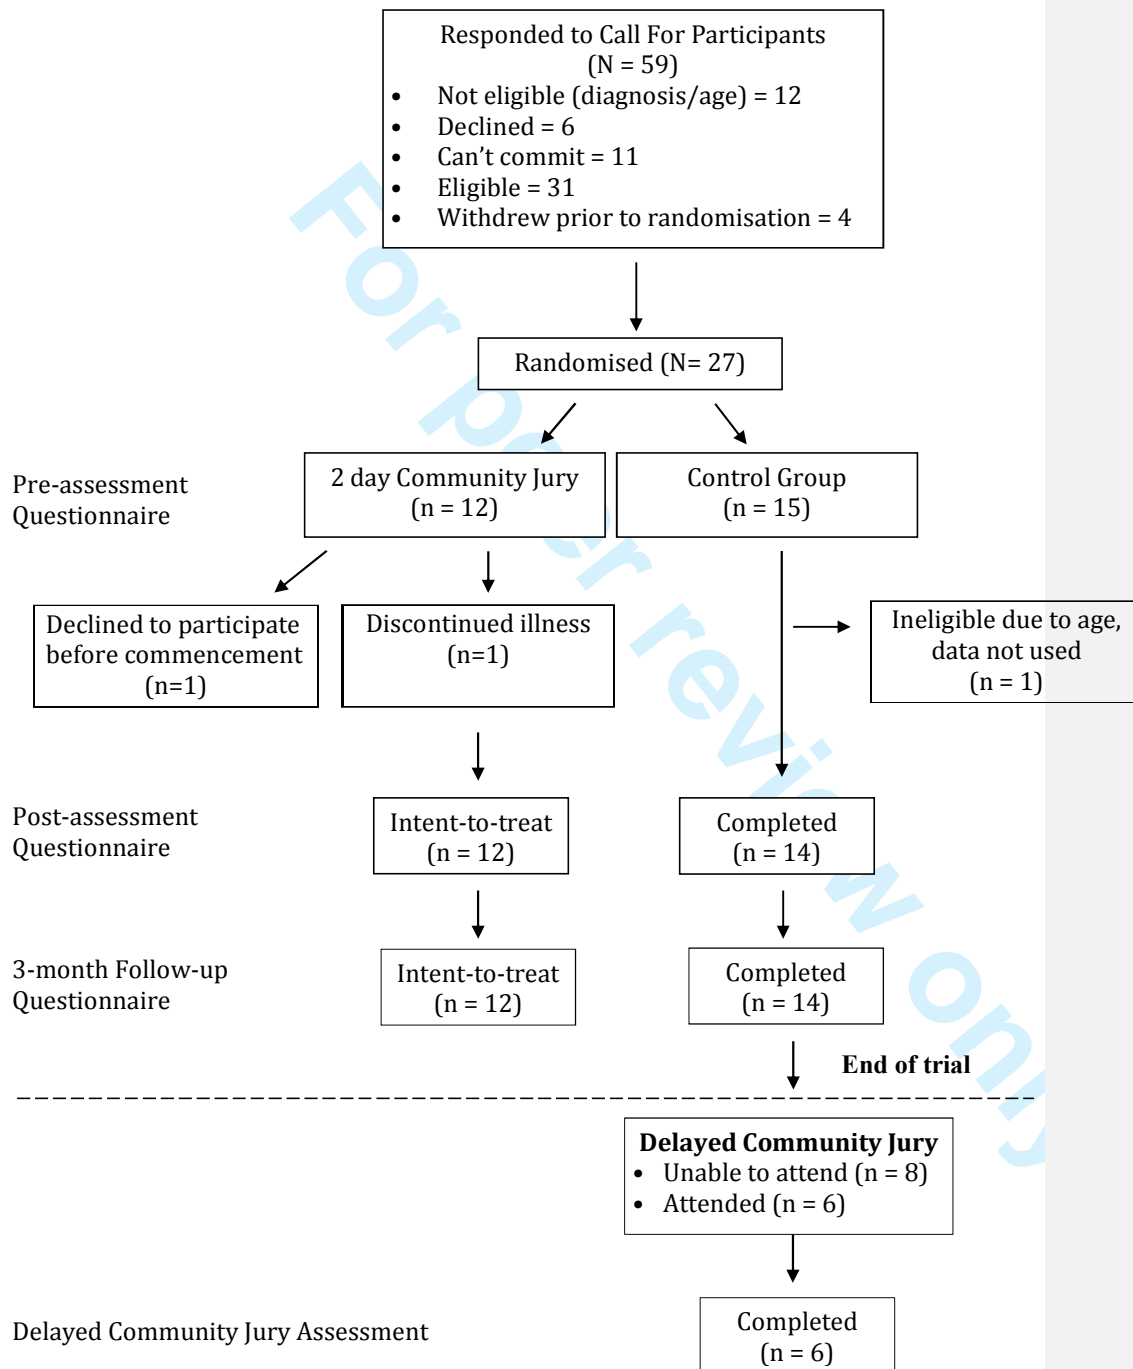 Responded to Call For Participants
(N = 59)
• Not eligible (diagnosis/age) = 12
• Declined = 6
• Can't commit = 11
• Eligible = 31
• Withdrew prior to randomisation = 4
Randomised (N= 27)
Pre-assessment
Questionnaire
2 day Community Jury
(n = 12)
Control Group
(n = 15)
Declined to participate
before commencement
(n=1)
Discontinued illness
(n=1)
Ineligible due to age,
data not used
(n = 1)
Post-assessment
Questionnaire
Intent-to-treat
(n = 12)
Completed
(n = 14)
3-month Follow-up
Questionnaire
Intent-to-treat
(n = 12)
Completed
(n = 14)
End of trial
Delayed Community Jury
• Unable to attend (n = 8)
• Attended (n = 6)
Delayed Community Jury Assessment
Completed
(n = 6)
For peer review only